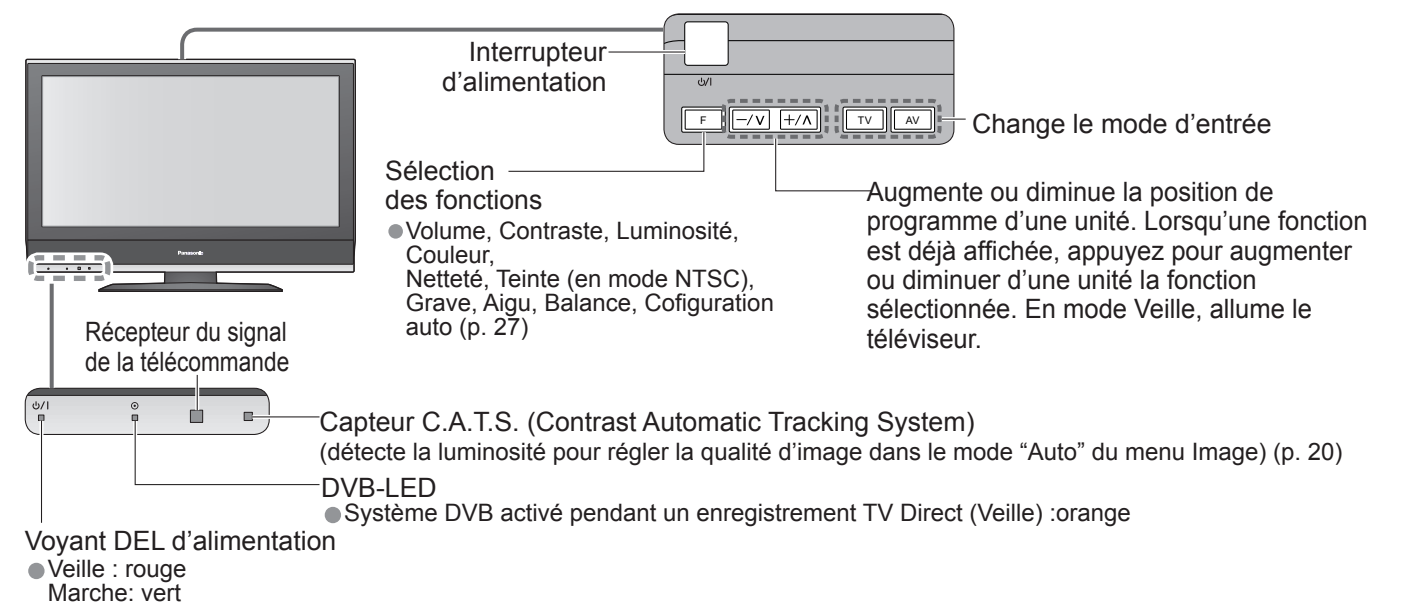 Interrupteur
d'alimentation
⏻/I
F
−/∨
+/∧
TV
AV
Change le mode d'entrée
Sélection
des fonctions
●Volume, Contraste, Luminosité,
Couleur,
Netteté, Teinte (en mode NTSC),
Grave, Aigu, Balance, Cofiguration
auto (p. 27)
Augmente ou diminue la position de
programme d'une unité. Lorsqu'une fonction
est déjà affichée, appuyez pour augmenter
ou diminuer d'une unité la fonction
sélectionnée. En mode Veille, allume le
téléviseur.
Panasonic
Récepteur du signal
de la télécommande
⏻/I
Capteur C.A.T.S. (Contrast Automatic Tracking System)
(détecte la luminosité pour régler la qualité d'image dans le mode “Auto” du menu Image) (p. 20)
DVB-LED
●Système DVB activé pendant un enregistrement TV Direct (Veille) :orange
Voyant DEL d'alimentation
●Veille : rouge
Marche: vert